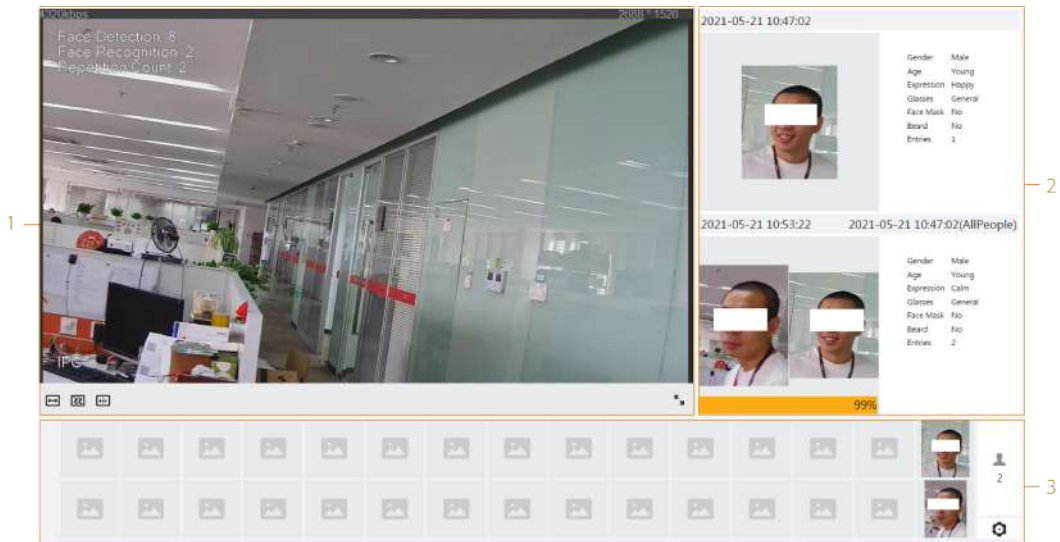 4320kbps 2688 * 1520
Face Detection 8
Face Recognition 2
Repetition Count 2
IPC
1
2021-05-21 10:47:02
Gender Male
Age Young
Expression Happy
Glasses General
Face Mask No
Beard No
Entries 1
2
2021-05-21 10:53:22 2021-05-21 10:47:02(AllPeople)
Gender Male
Age Young
Expression Calm
Glasses General
Face Mask No
Beard No
Entries 2
99%
2
3